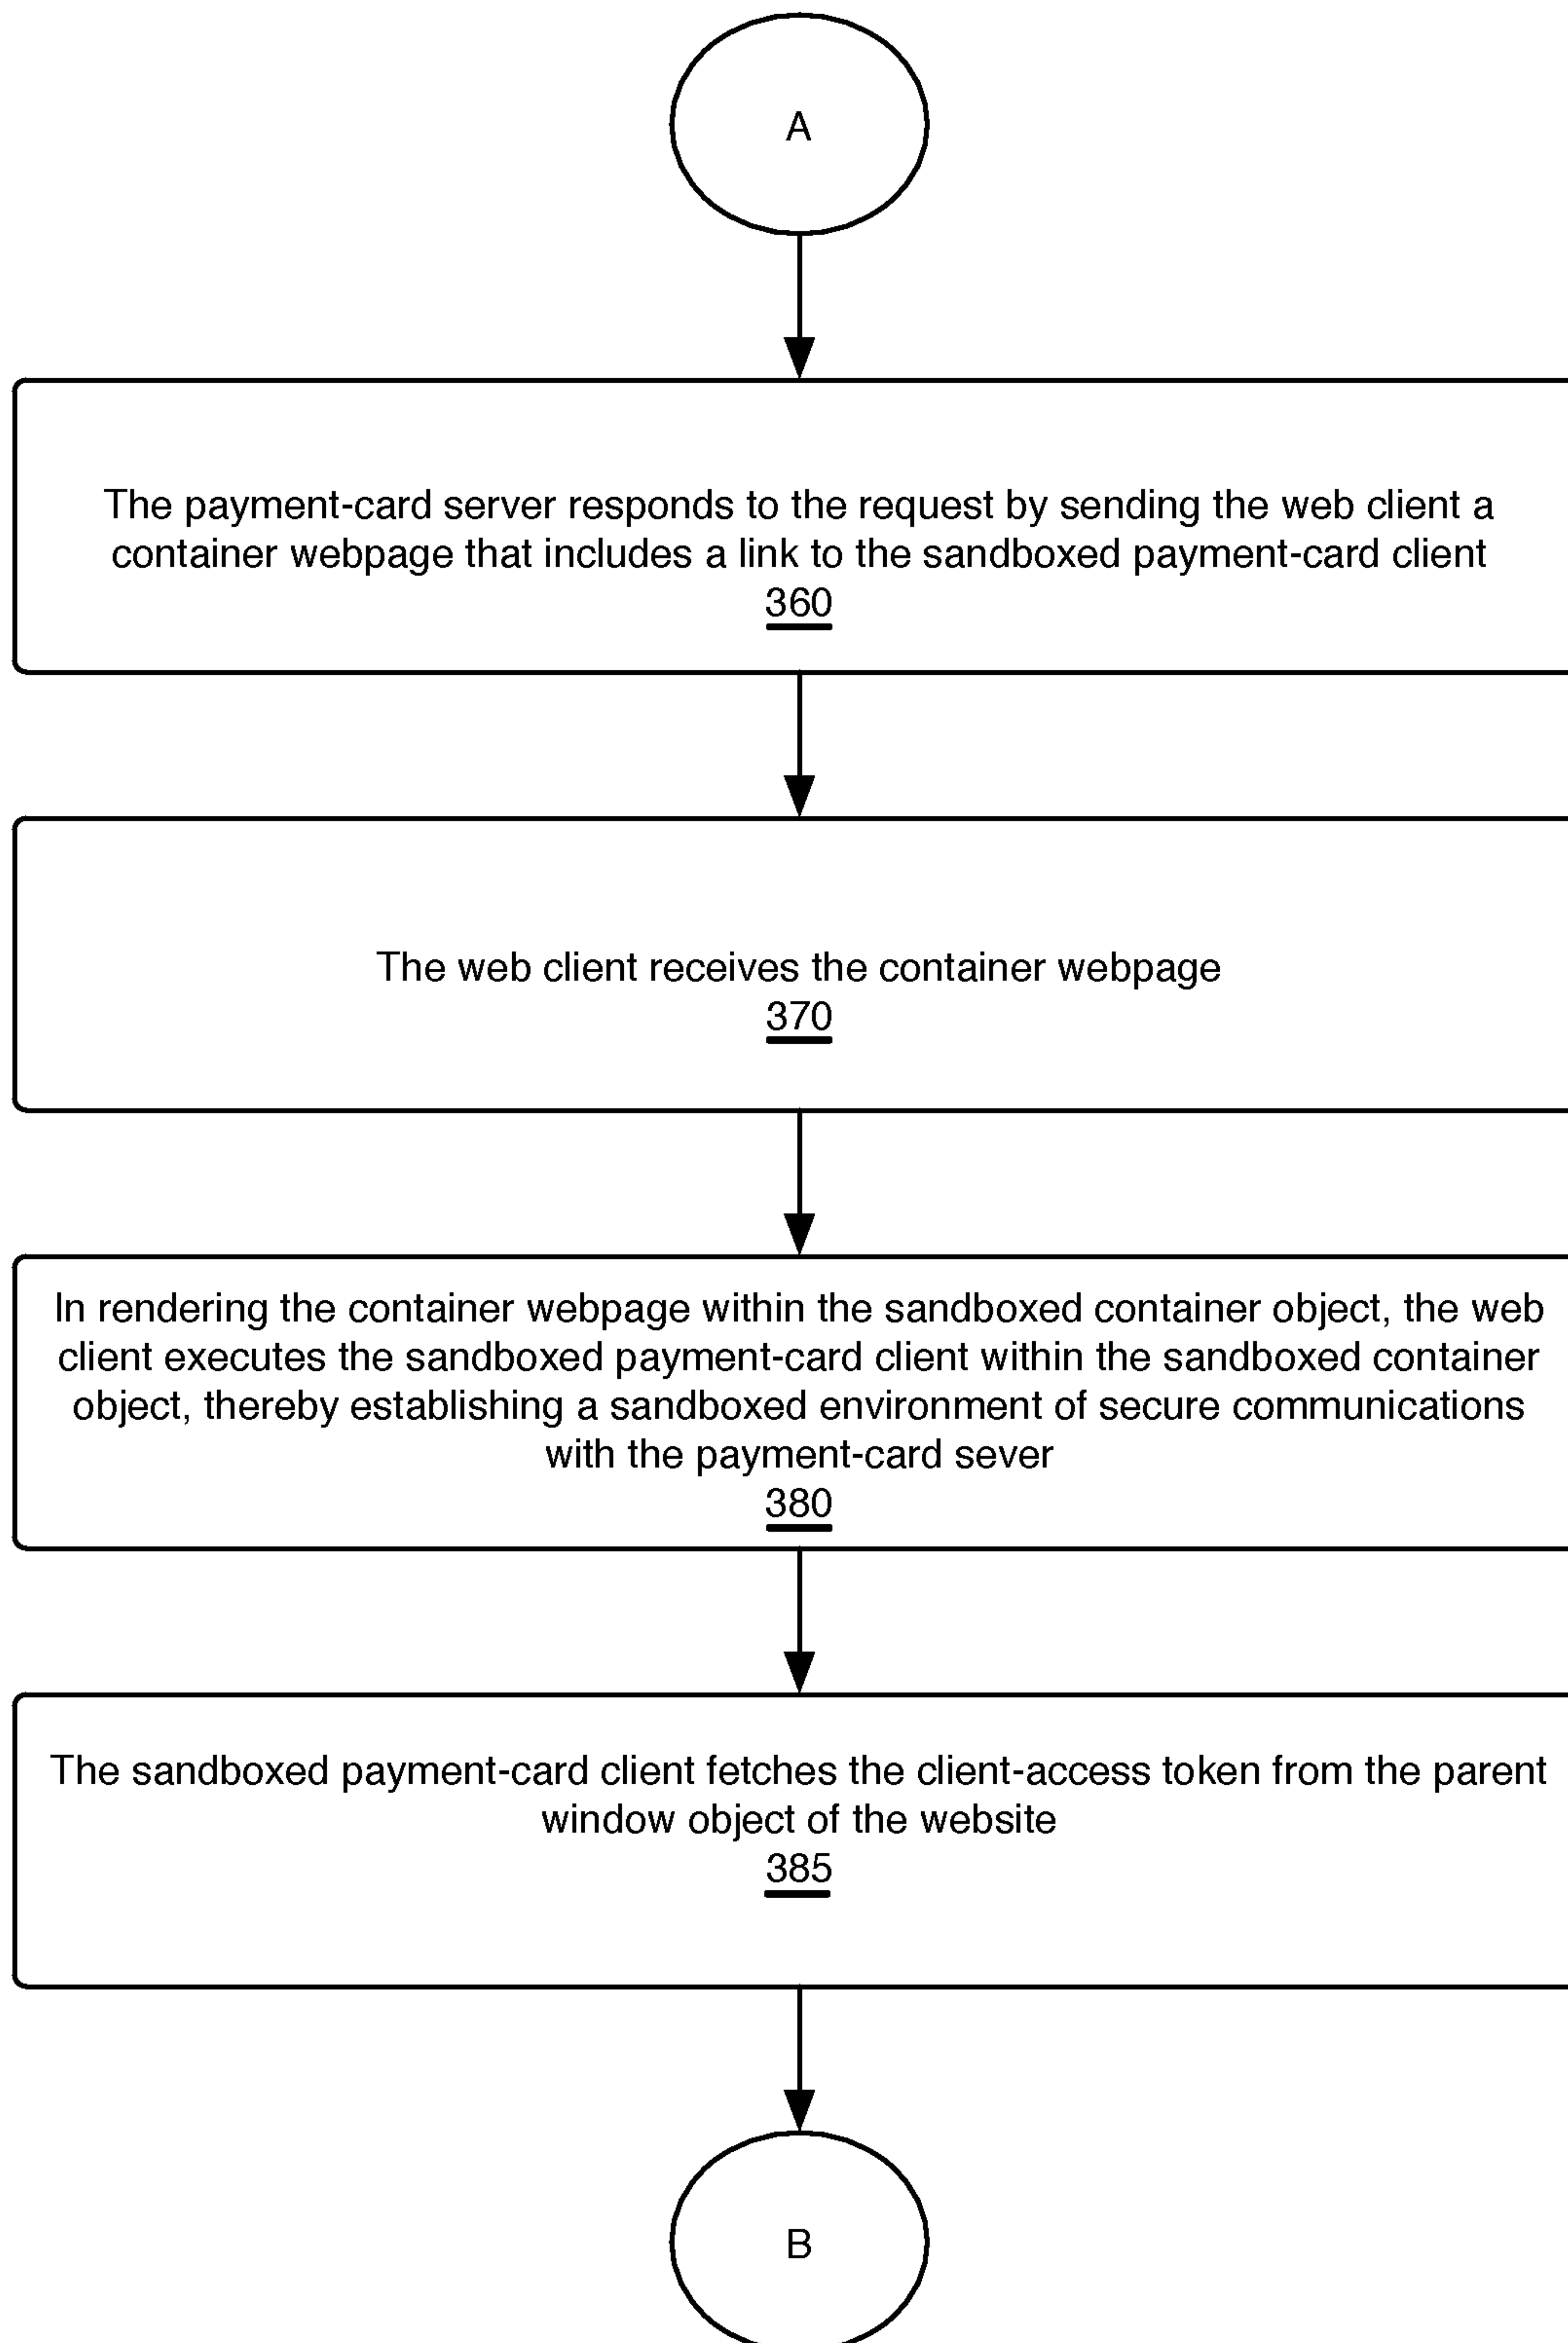 A
The payment-card server responds to the request by sending the web client a
container webpage that includes a link to the sandboxed payment-card client
360
The web client receives the container webpage
370
In rendering the container webpage within the sandboxed container object, the web
client executes the sandboxed payment-card client within the sandboxed container
object, thereby establishing a sandboxed environment of secure communications
with the payment-card sever
380
The sandboxed payment-card client fetches the client-access token from the parent
window object of the website
385
B